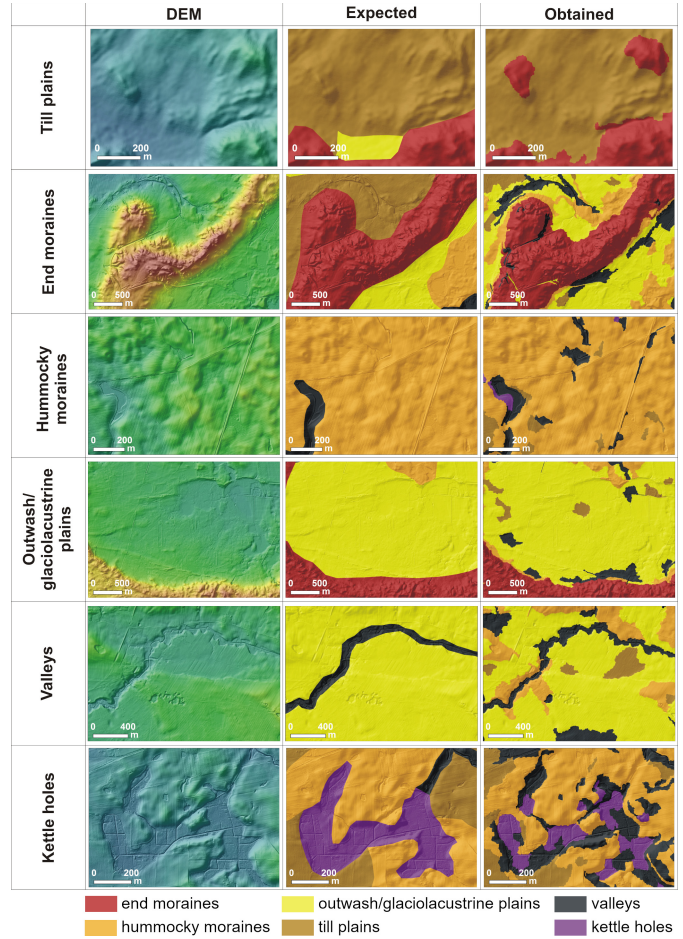 DEM Expected Obtained
Till plains
0 200 m
0 200 m
0 200 m
End moraines
0 500 m
0 500 m
0 500 m
Hummocky
moraines
0 200 m
0 200 m
0 200 m
Outwash/
glaciolacustrine
plains
0 500 m
0 500 m
0 500 m
Valleys
0 400 m
0 400 m
0 400 m
Kettle holes
0 200 m
0 200 m
0 200 m
end moraines outwash/glaciolacustrine plains valleys
hummocky moraines till plains kettle holes